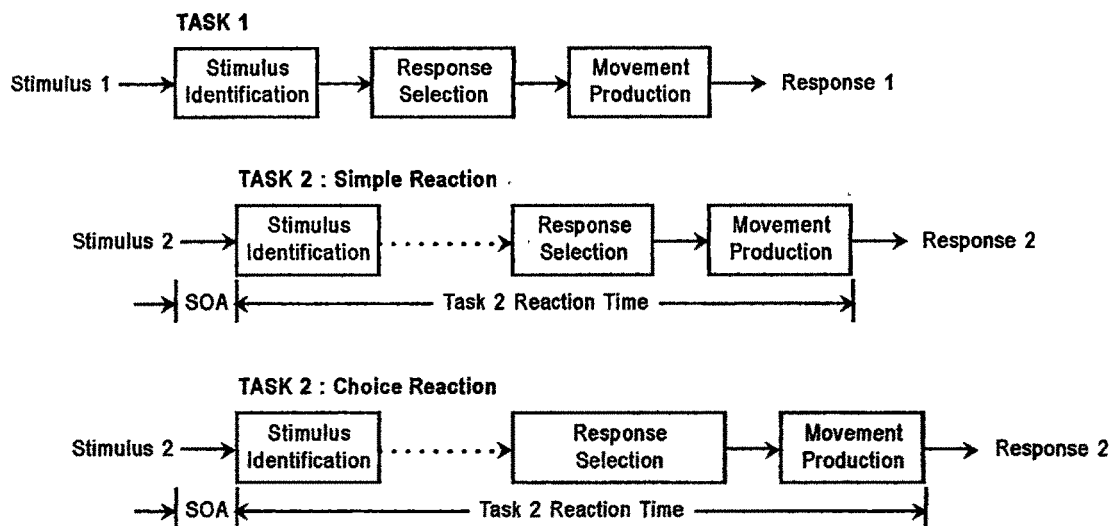 TASK 1
Stimulus 1
Stimulus
Identification
Response
Selection
Movement
Production
Response 1
TASK 2 : Simple Reaction
Stimulus 2
Stimulus
Identification
Response
Selection
Movement
Production
Response 2
SOA
Task 2 Reaction Time
TASK 2 : Choice Reaction
Stimulus 2
Stimulus
Identification
Response
Selection
Movement
Production
Response 2
SOA
Task 2 Reaction Time